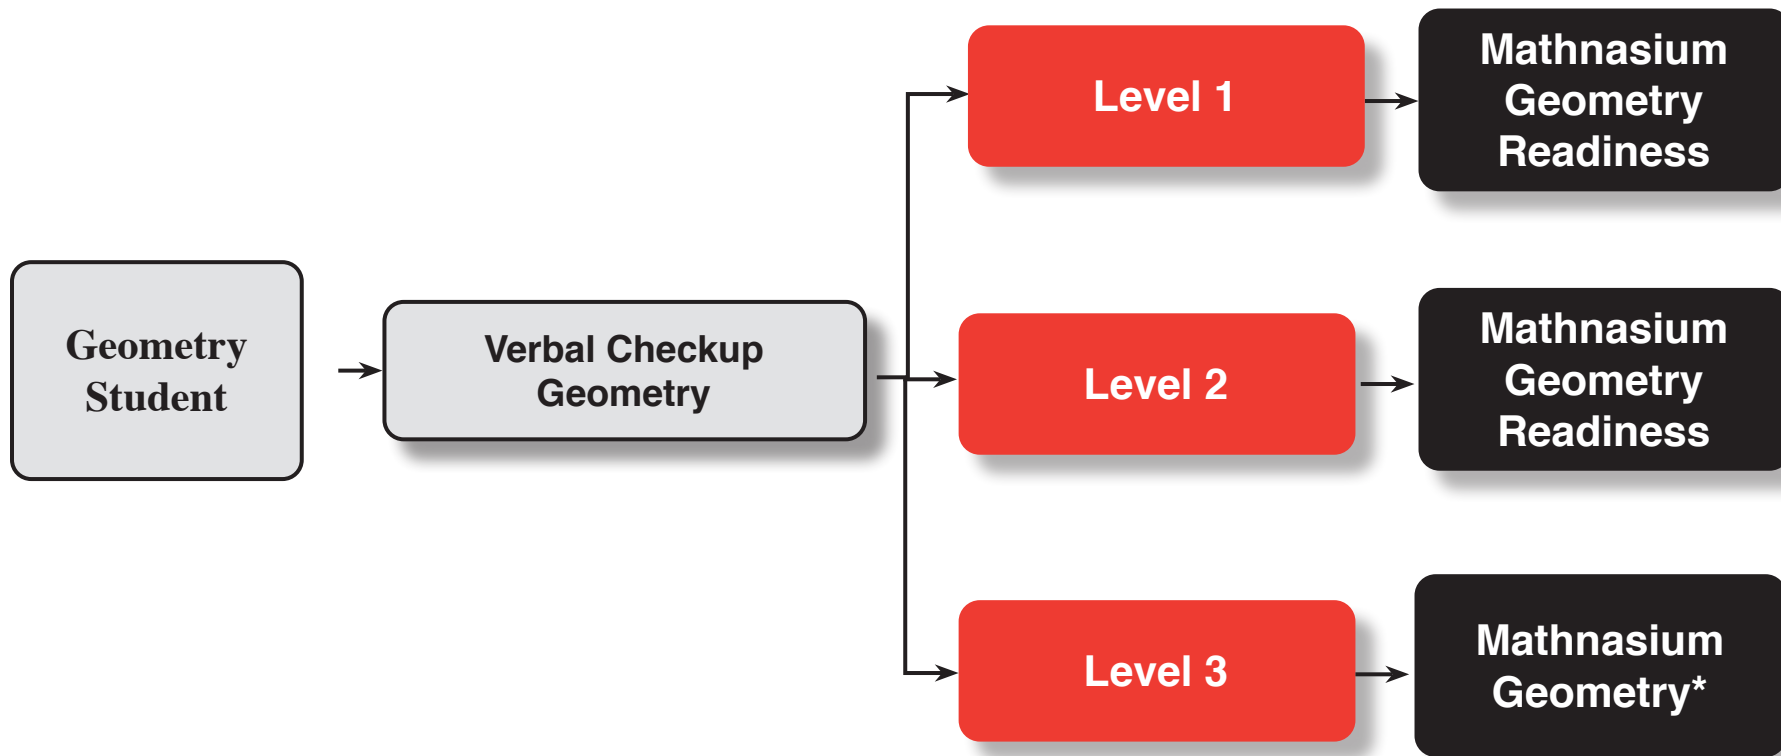 Geometry
Student
Verbal Checkup
Geometry
Level 1
Mathnasium
Geometry
Readiness
Level 2
Mathnasium
Geometry
Readiness
Level 3
Mathnasium
Geometry*